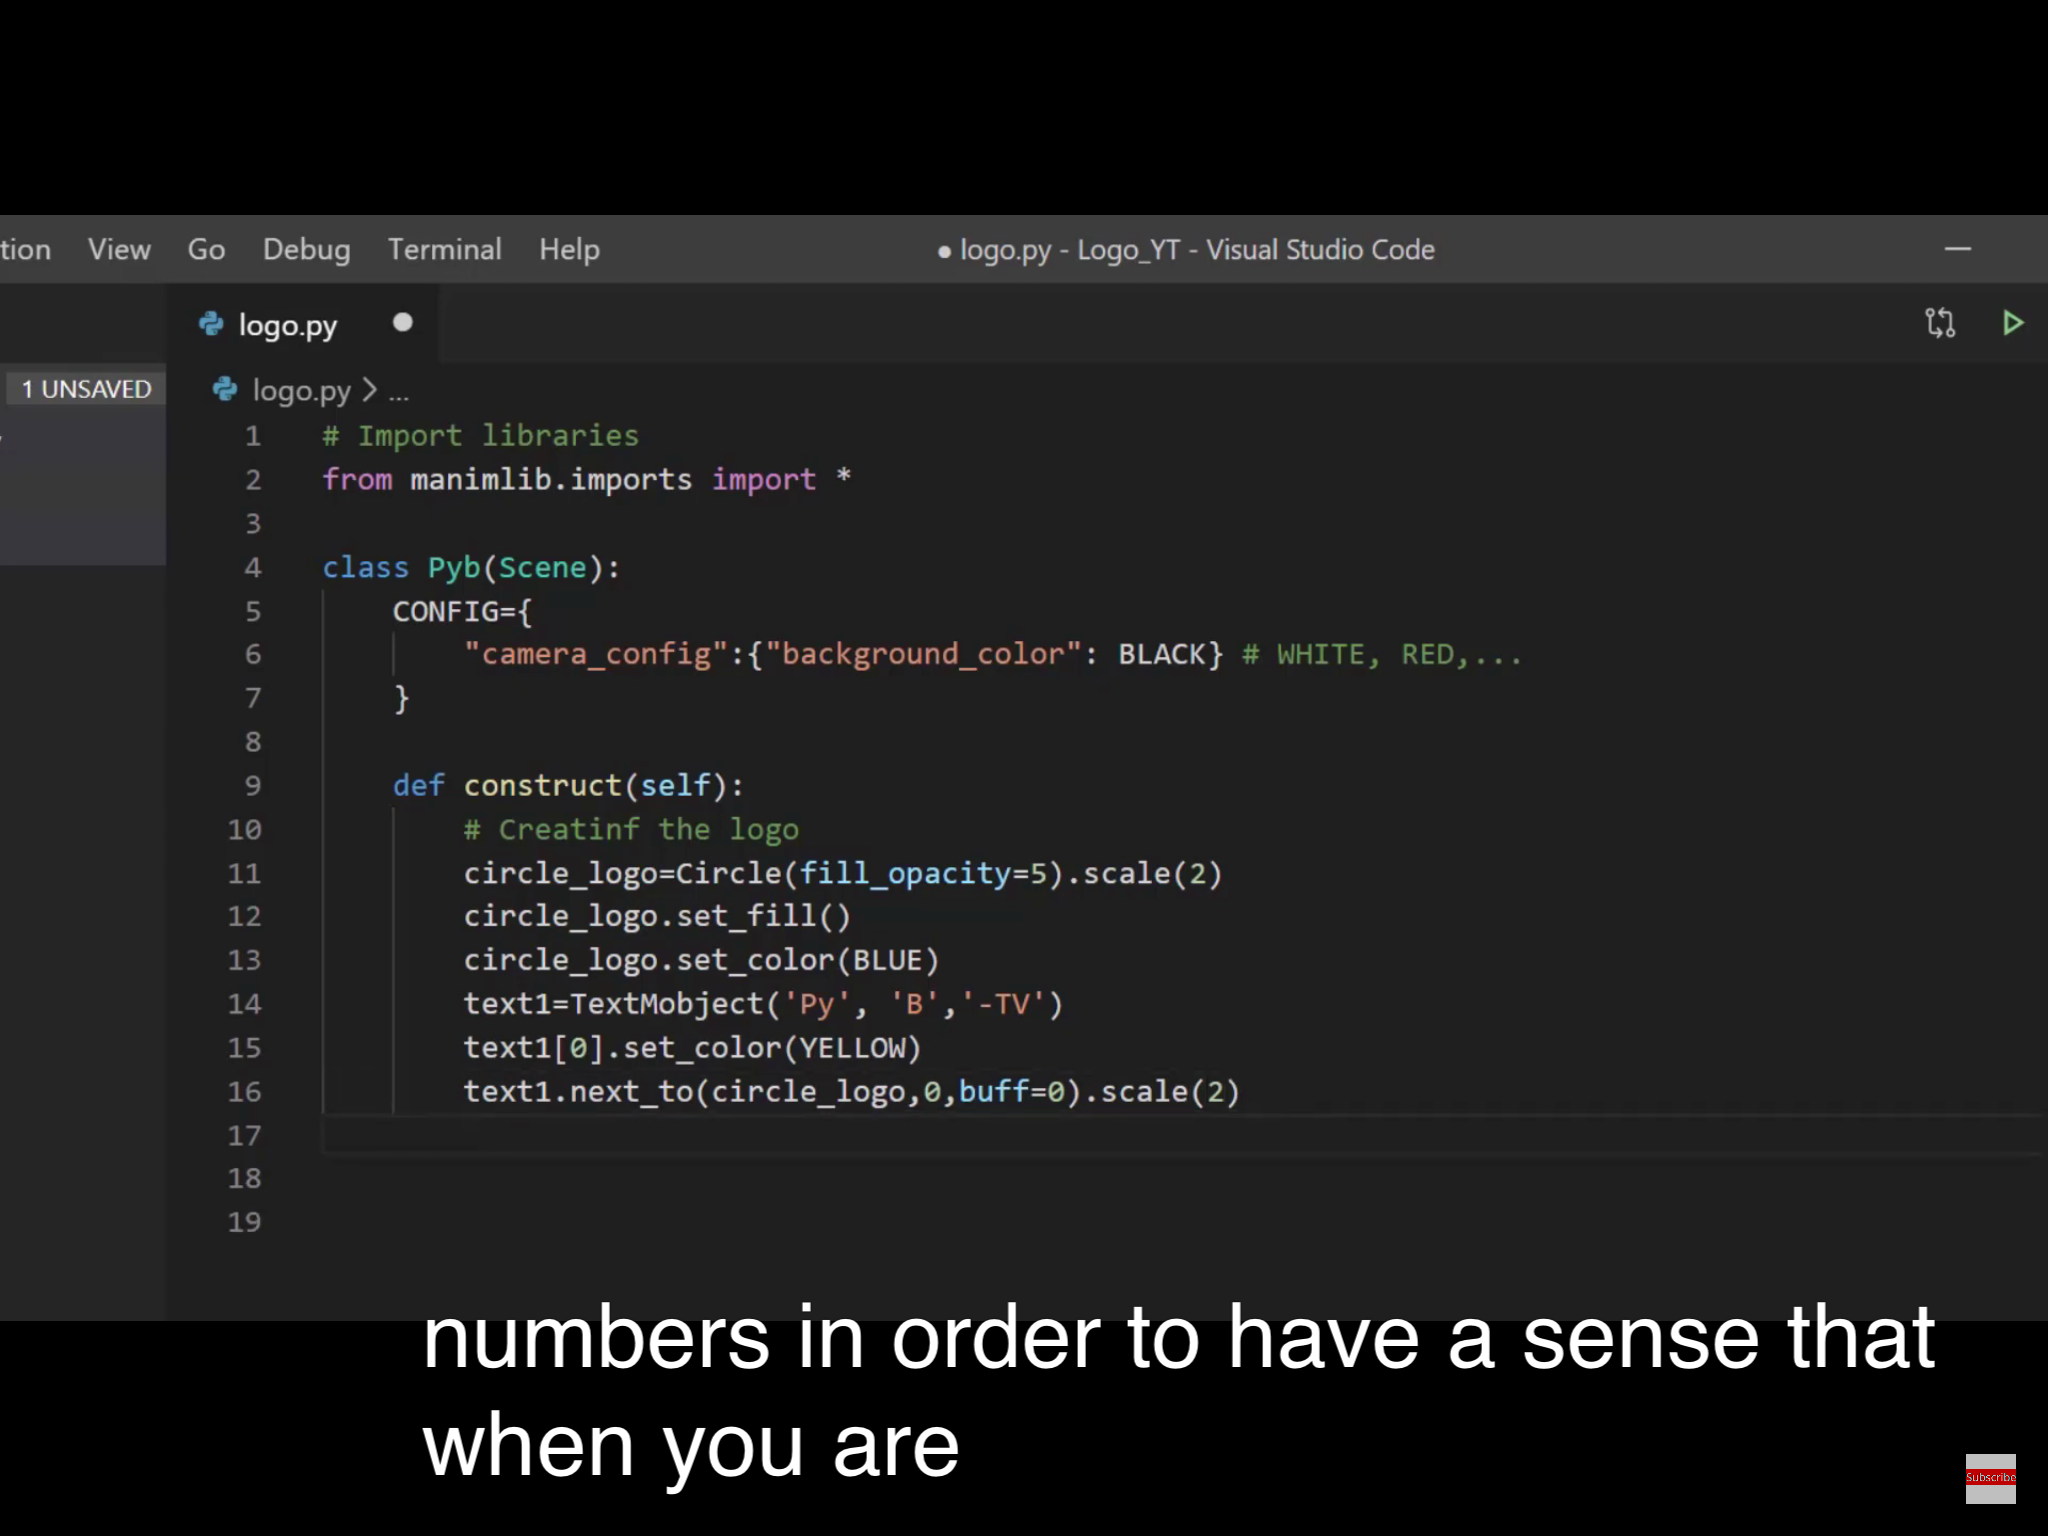 tion View Go Debug Terminal Help ● logo.py - Logo_YT - Visual Studio Code
logo.py
1 UNSAVED
logo.py > ...
1 # Import libraries
2 from manimlib.imports import *
3
4 class Pyb(Scene):
5 CONFIG={
6 "camera_config":{"background_color": BLACK} # WHITE, RED,...
7 }
8
9 def construct(self):
10 # Creatinf the logo
11 circle_logo=Circle(fill_opacity=5).scale(2)
12 circle_logo.set_fill()
13 circle_logo.set_color(BLUE)
14 text1=TextMobject('Py', 'B','-TV')
15 text1[0].set_color(YELLOW)
16 text1.next_to(circle_logo,0,buff=0).scale(2)
17
18
19
numbers in order to have a sense that
when you are
Subscribe